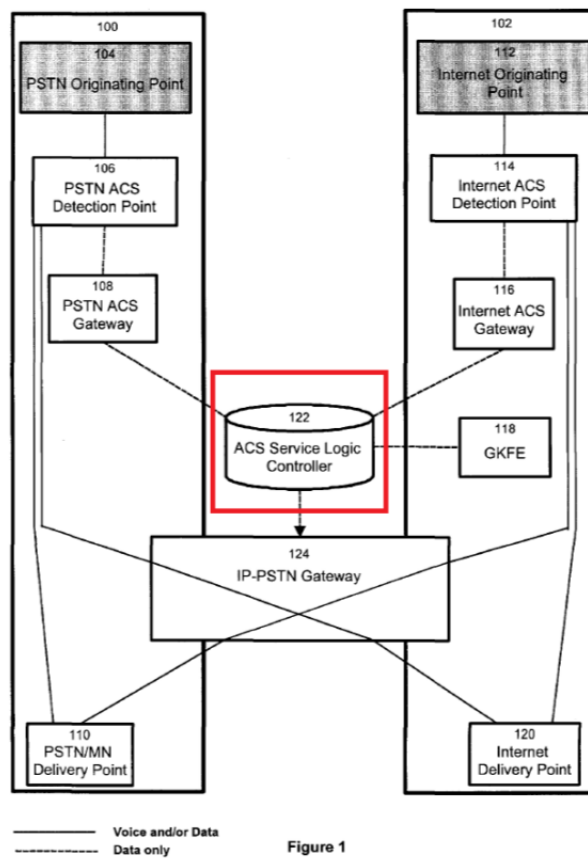 100
102
104
PSTN Originating Point
112
Internet Originating
Point
106
PSTN ACS
Detection Point
114
Internet ACS
Detection Point
108
PSTN ACS
Gateway
116
Internet ACS
Gateway
122
ACS Service Logic
Controller
118
GKFE
124
IP-PSTN Gateway
110
PSTN/MN
Delivery Point
120
Internet
Delivery Point
Voice and/or Data
Data only
Figure 1